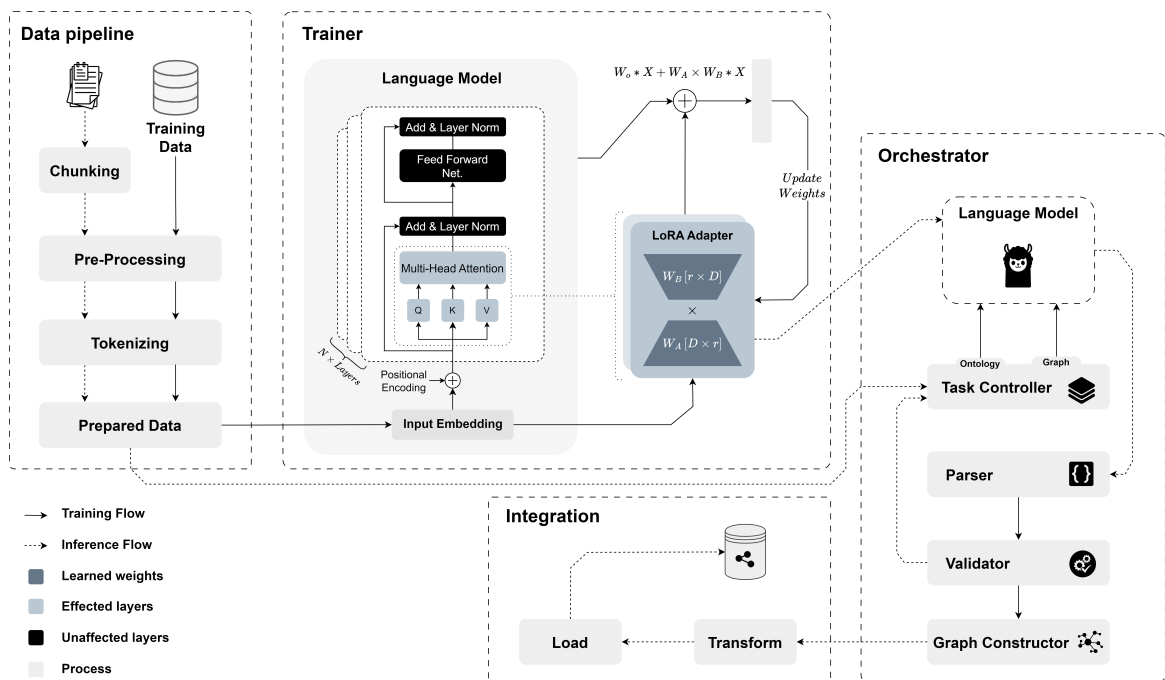 Data pipeline
Training
Data
Chunking
Pre-Processing
Tokenizing
Prepared Data
Trainer
Language Model
Add & Layer Norm
Feed Forward
Net.
Add & Layer Norm
Multi-Head Attention
Q
K
V
N × Layers
Positional
Encoding
Input Embedding
W_o * X + W_A × W_B * X
Update
Weights
LoRA Adapter
W_B [r × D]
×
W_A [D × r]
Orchestrator
Language Model
Ontology
Graph
Task Controller
Parser
{ }
Validator
Graph Constructor
Integration
Load
Transform
Training Flow
Inference Flow
Learned weights
Effected layers
Unaffected layers
Process